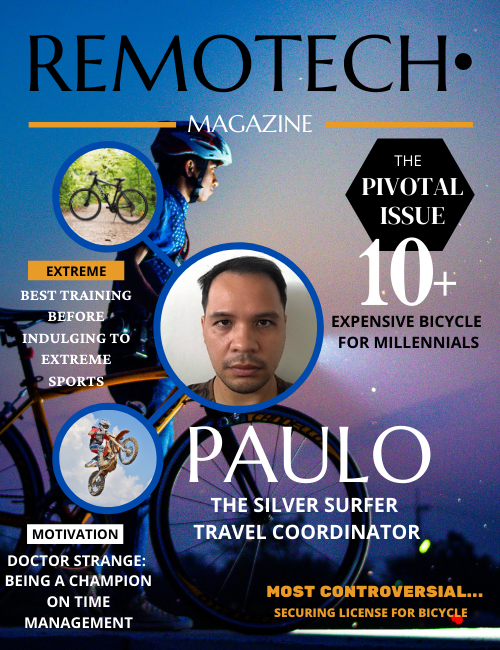 REMOTECH•
MAGAZINE
THE
PIVOTAL
ISSUE
10+
EXPENSIVE BICYCLE
FOR MILLENNIALS
EXTREME
BEST TRAINING
BEFORE
INDULGING TO
EXTREME
SPORTS
PAULO
THE SILVER SURFER
TRAVEL COORDINATOR
MOTIVATION
DOCTOR STRANGE:
BEING A CHAMPION
ON TIME
MANAGEMENT
MOST CONTROVERSIAL...
SECURING LICENSE FOR BICYCLE